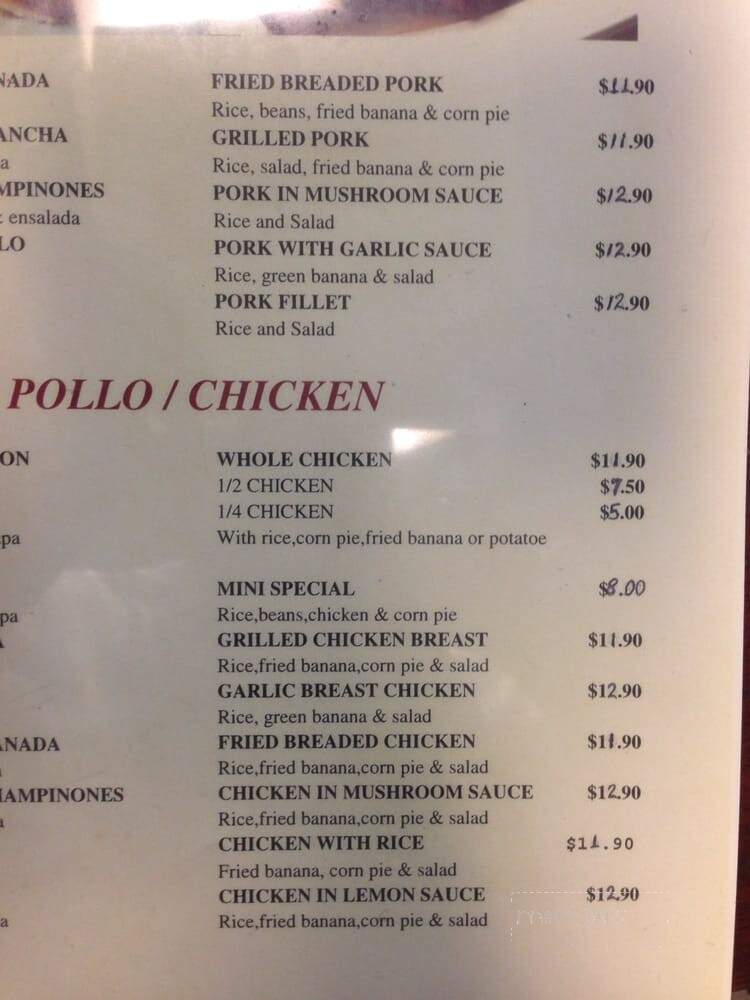 NADA FRIED BREADED PORK $11.90
Rice, beans, fried banana & corn pie
ANCHA GRILLED PORK $11.90
a Rice, salad, fried banana & corn pie
MPINONES PORK IN MUSHROOM SAUCE $12.90
ensalada Rice and Salad
LO PORK WITH GARLIC SAUCE $12.90
Rice, green banana & salad
PORK FILLET $12.90
Rice and Salad
POLLO / CHICKEN
ON WHOLE CHICKEN $11.90
1/2 CHICKEN $7.50
1/4 CHICKEN $5.00
pa With rice,corn pie,fried banana or potatoe
MINI SPECIAL $8.00
pa Rice,beans,chicken & corn pie
GRILLED CHICKEN BREAST $11.90
Rice,fried banana,corn pie & salad
GARLIC BREAST CHICKEN $12.90
Rice, green banana & salad
NADA FRIED BREADED CHICKEN $11.90
Rice,fried banana,corn pie & salad
HAMPINONES CHICKEN IN MUSHROOM SAUCE $12.90
Rice,fried banana,corn pie & salad
CHICKEN WITH RICE $11.90
Fried banana, corn pie & salad
CHICKEN IN LEMON SAUCE $12.90
a Rice,fried banana,corn pie & salad